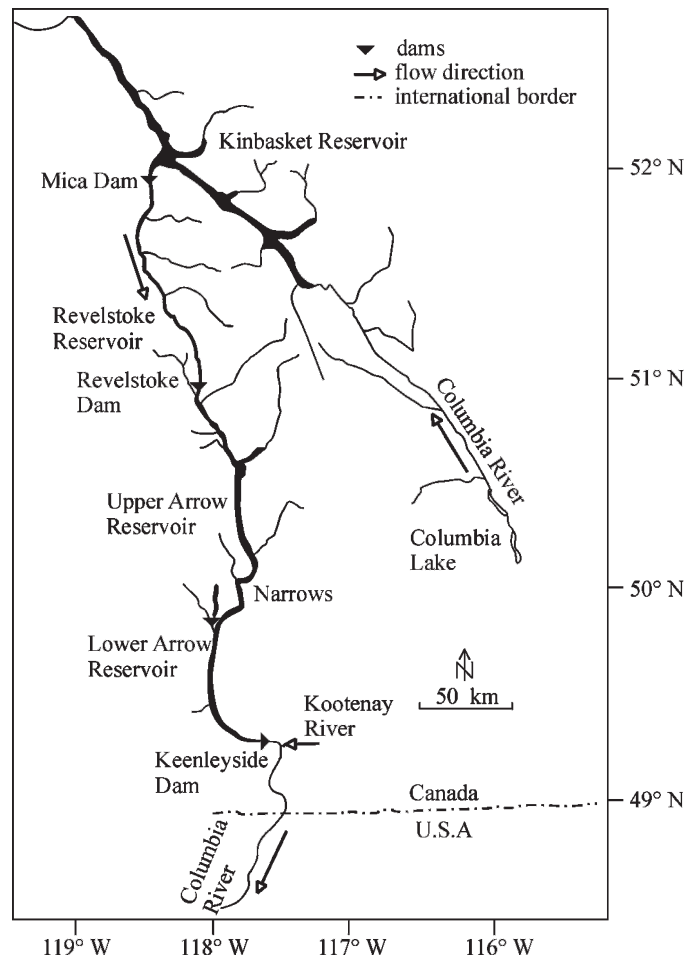 dams
flow direction
international border
Kinbasket Reservoir
52° N
Mica Dam
Revelstoke
Reservoir
Revelstoke
Dam
51° N
Columbia River
Upper Arrow
Reservoir
Columbia
Lake
Narrows
50° N
Lower Arrow
Reservoir
N
50 km
Kootenay
River
Keenleyside
Dam
Canada
49° N
U.S.A
Columbia
River
119° W
118° W
117° W
116° W